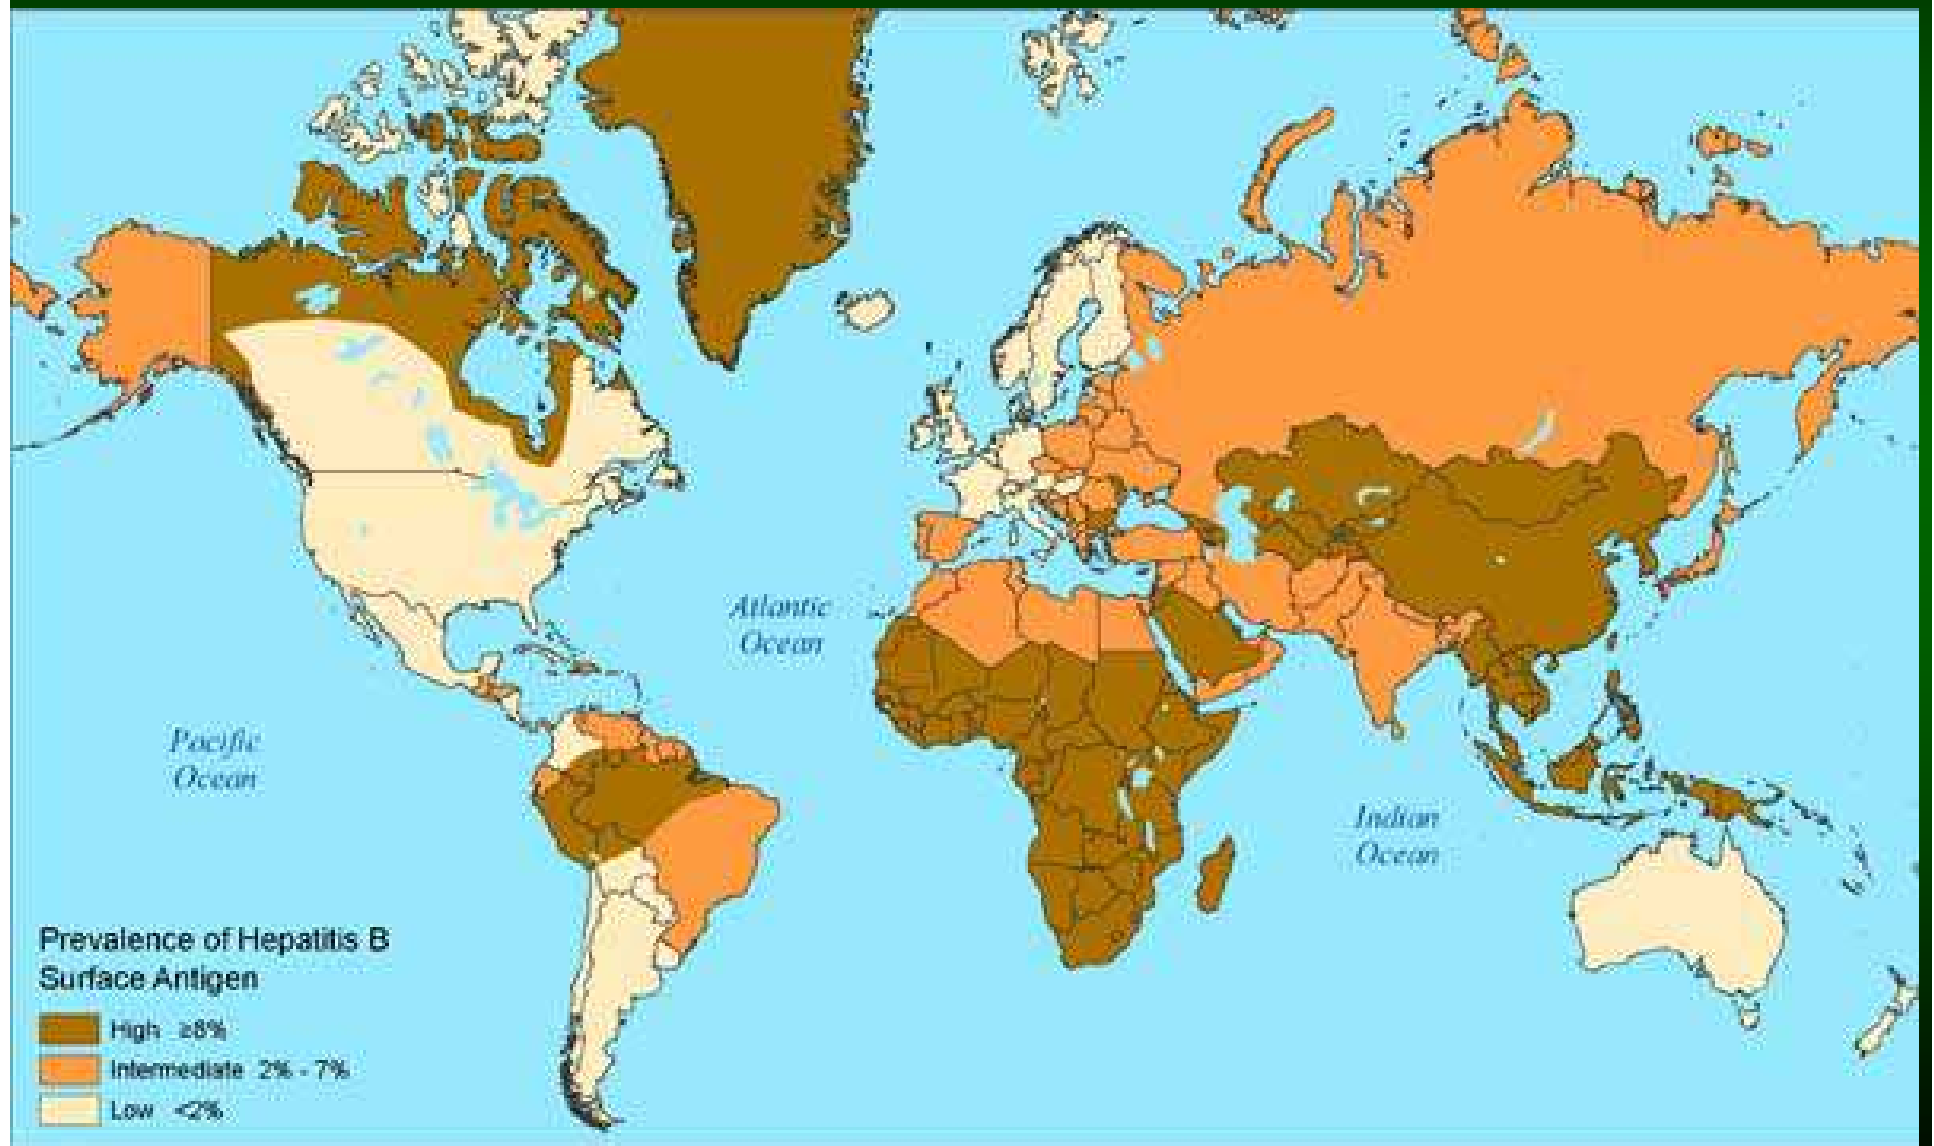 Atlantic
Ocean
Pacific
Ocean
Indian
Ocean
Prevalence of Hepatitis B
Surface Antigen
High ≥8%
Intermediate 2% - 7%
Low <2%